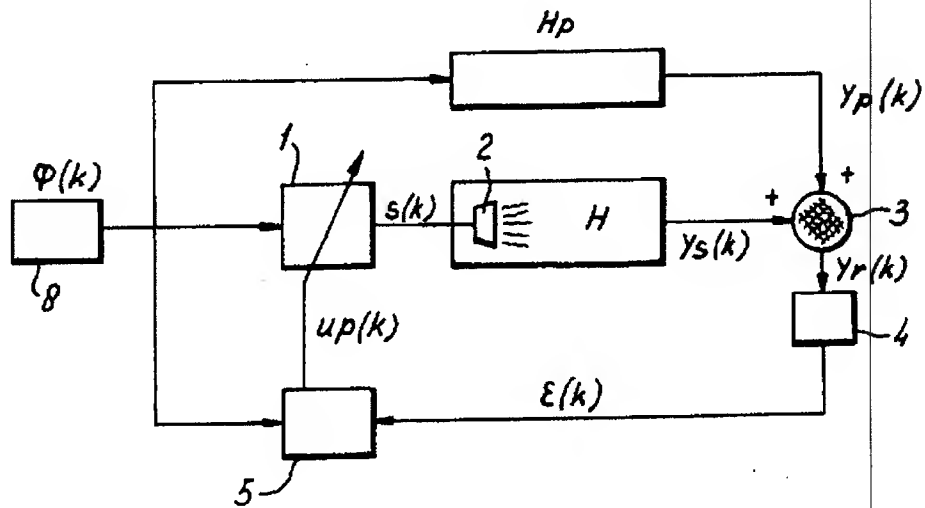 Hp
Yp(k)
1
2
Φ(k)
s(k)
H
+
+
3
Ys(k)
Yr(k)
8
up(k)
4
ε(k)
5